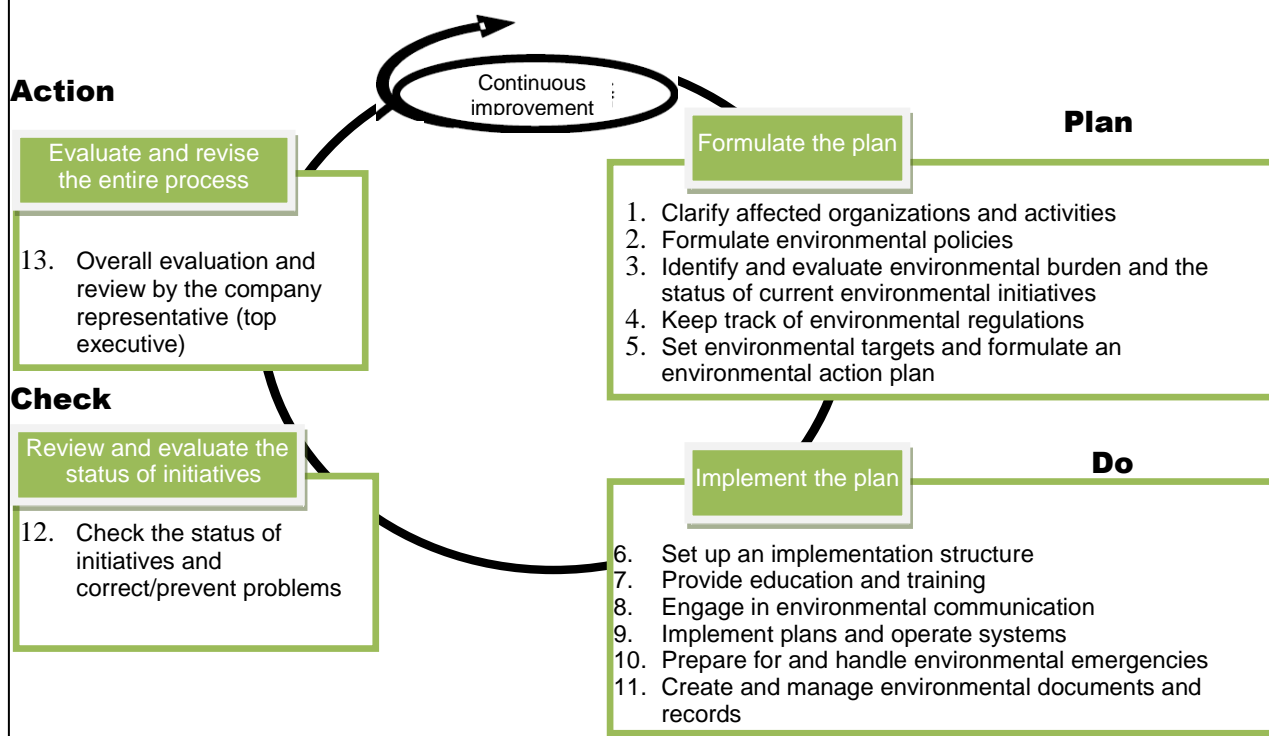 Continuous
improvement
Action
Evaluate and revise
the entire process
13. Overall evaluation and
review by the company
representative (top
executive)
Plan
Formulate the plan
1. Clarify affected organizations and activities
2. Formulate environmental policies
3. Identify and evaluate environmental burden and the
status of current environmental initiatives
4. Keep track of environmental regulations
5. Set environmental targets and formulate an
environmental action plan
Check
Review and evaluate the
status of initiatives
12. Check the status of
initiatives and
correct/prevent problems
Do
Implement the plan
6. Set up an implementation structure
7. Provide education and training
8. Engage in environmental communication
9. Implement plans and operate systems
10. Prepare for and handle environmental emergencies
11. Create and manage environmental documents and
records